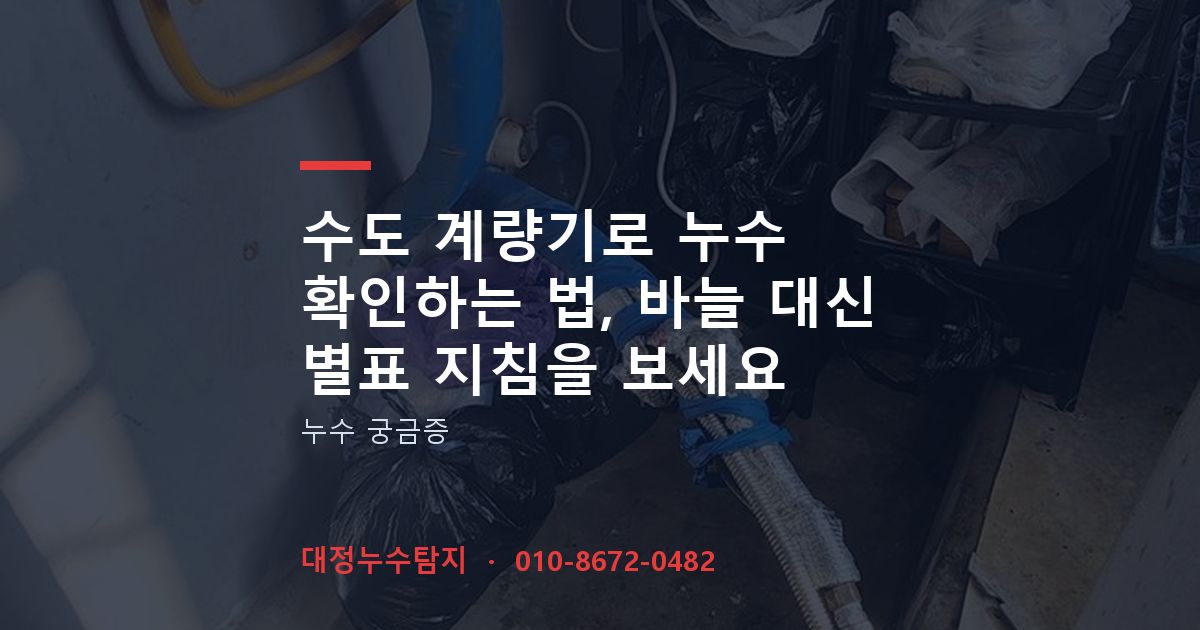 수도 계량기로 누수
확인하는 법, 바늘 대신
별표 지침을 보세요
누수 궁금증
대정누수탐지 · 010-8672-0482